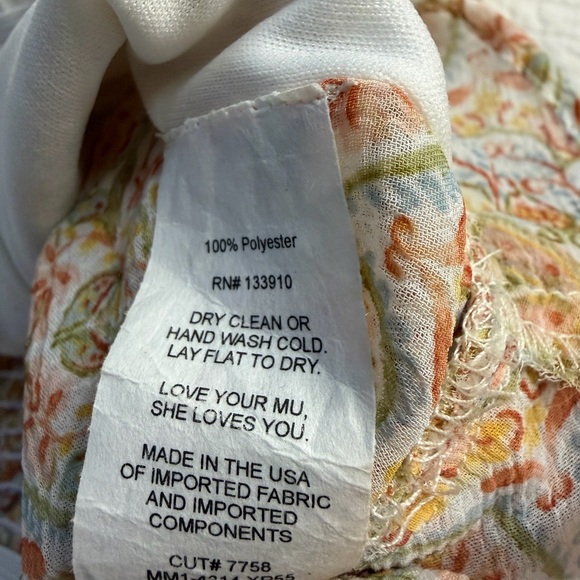 100% Polyester
RN# 133910
DRY CLEAN OR
HAND WASH COLD.
LAY FLAT TO DRY.
LOVE YOUR MU,
SHE LOVES YOU.
MADE IN THE USA
OF IMPORTED FABRIC
AND IMPORTED
COMPONENTS
CUT# 7758